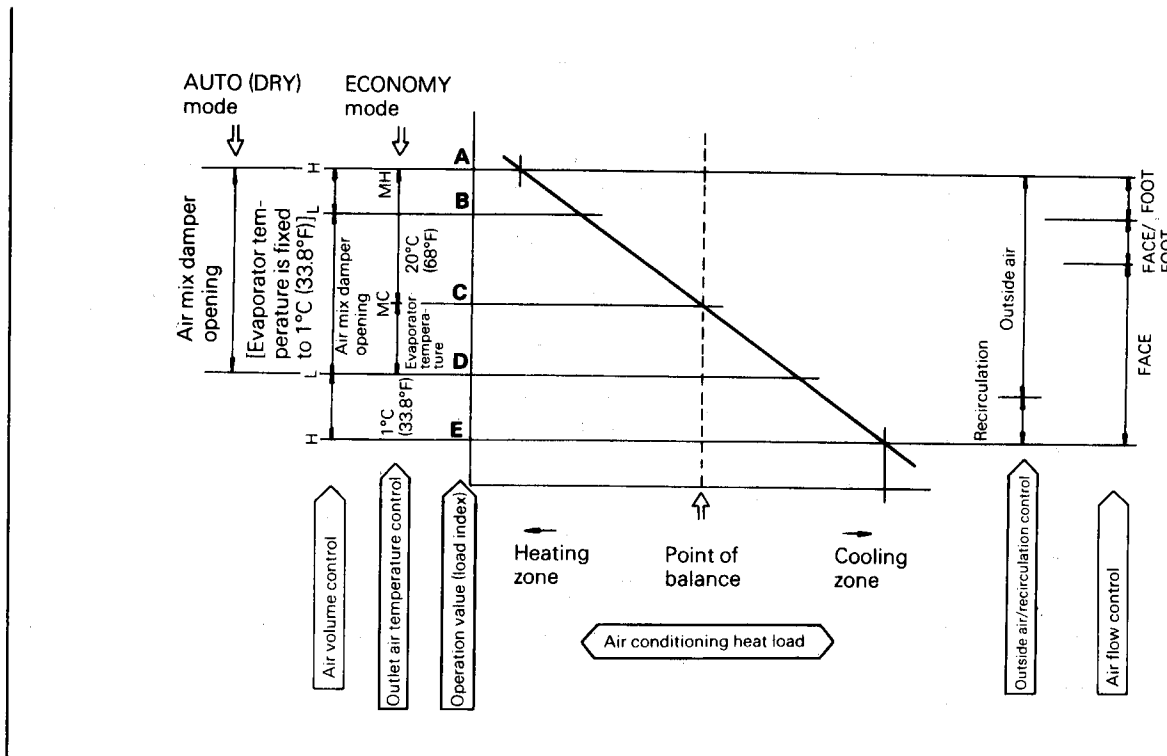 AUTO (DRY)
mode
ECONOMY
mode
A
B
C
D
E
H
L
L
H
Air mix damper
opening
[Evaporator tem-
perature is fixed
to 1°C (33.8°F)]
Air mix damper
opening
MH
20°C
(68°F)
MC
Evaporator
tempera-
ture
1°C
(33.8°F)
Outside air
Recirculation
FOOT
FACE/
FOOT
FACE
Heating
zone
Point of
balance
Cooling
zone
Air volume control
Outlet air temperature control
Operation value (load index)
Air conditioning heat load
Outside air/recirculation control
Air flow control